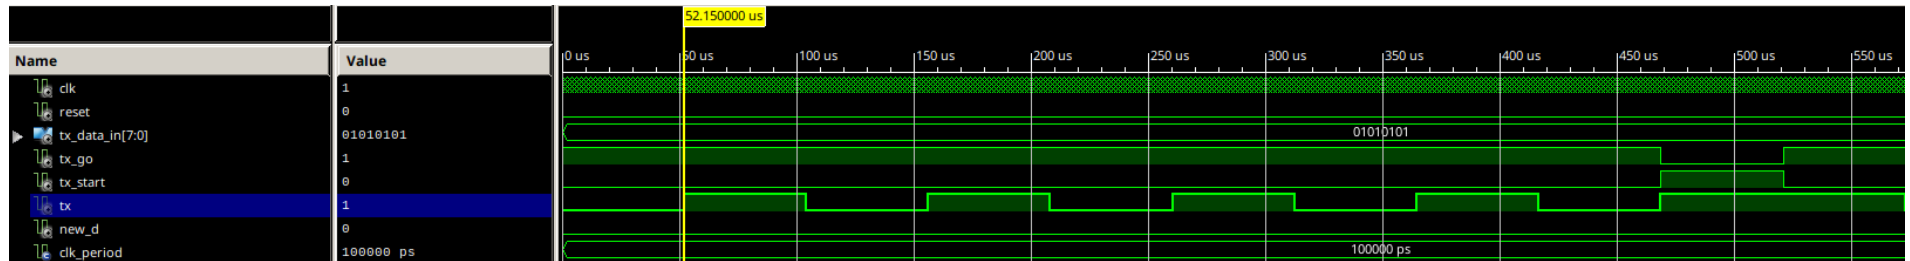 52.150000 us
Name Value 0 us 50 us 100 us 150 us 200 us 250 us 300 us 350 us 400 us 450 us 500 us 550 us
clk 1
reset 0
tx_data_in[7:0] 01010101 01010101
tx_go 1
tx_start 0
tx 1
new_d 0
clk_period 100000 ps 100000 ps